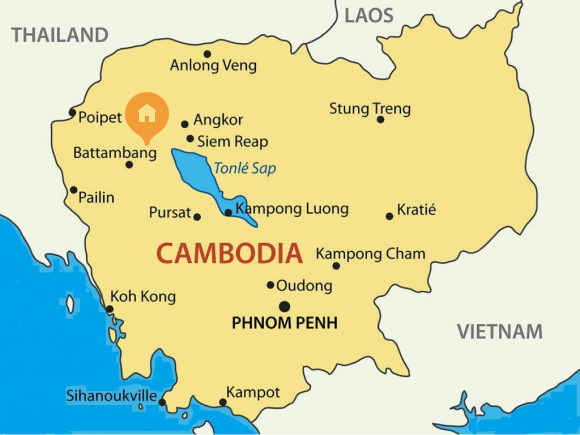 LAOS
THAILAND
Anlong Veng
Stung Treng
Poipet
Angkor
Siem Reap
Battambang
Tonlé Sap
Pailin
Pursat
Kampong Luong
Kratié
CAMBODIA
Kampong Cham
Oudong
Koh Kong
PHNOM PENH
VIETNAM
Sihanoukville
Kampot